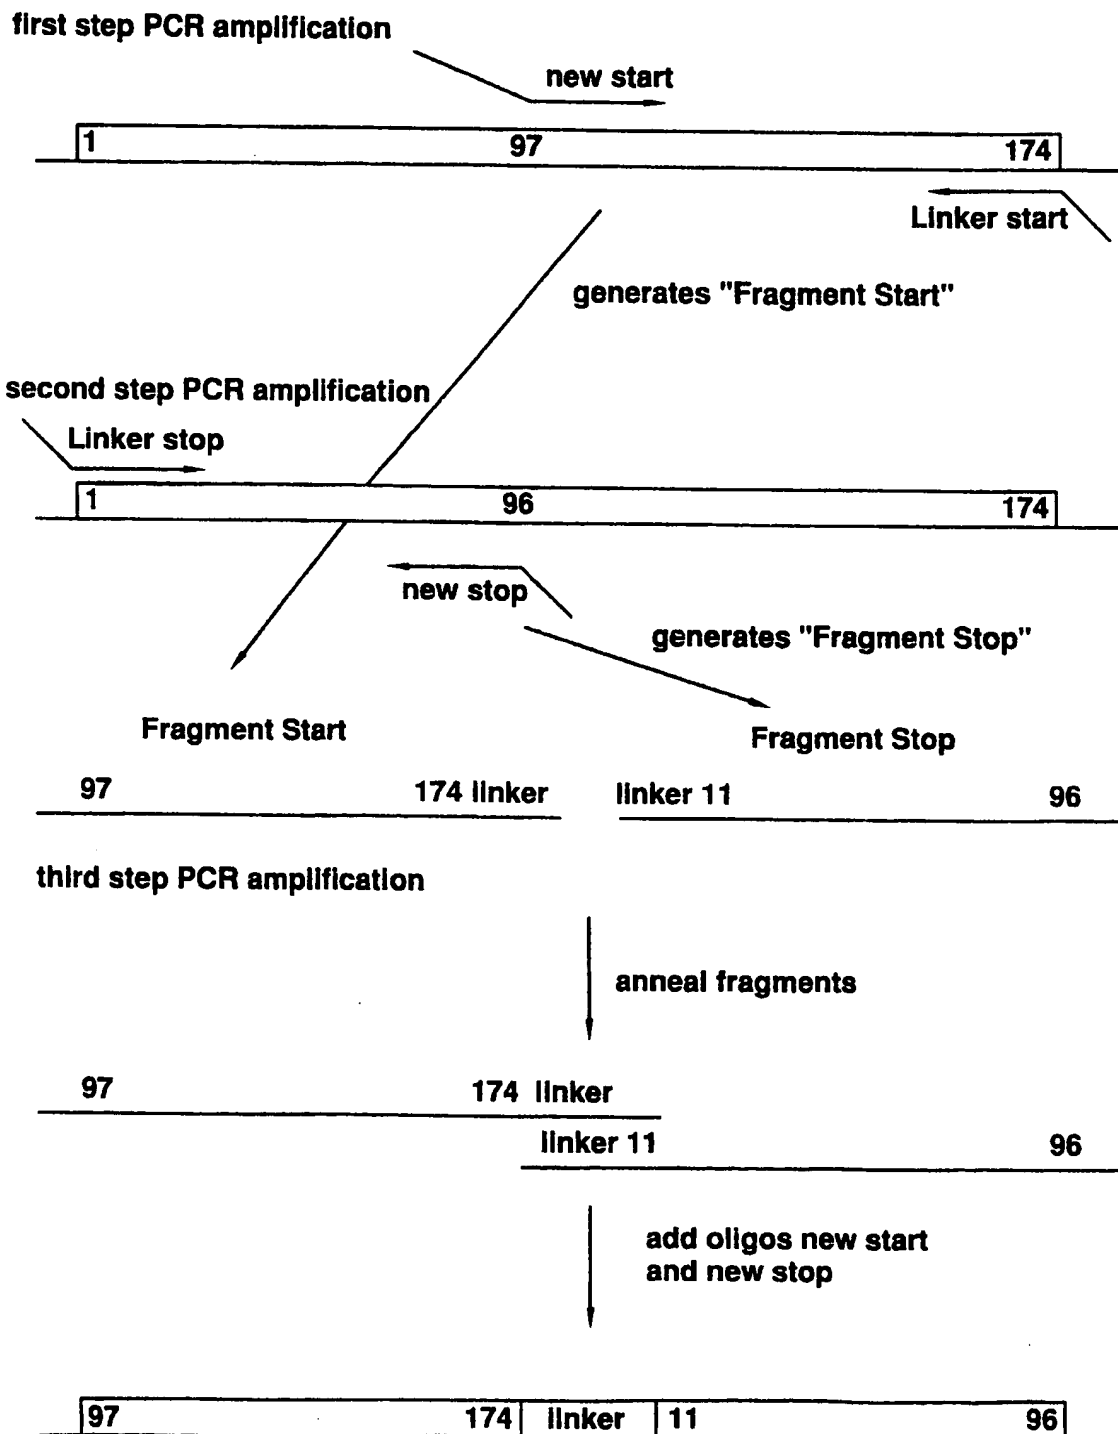 first step PCR amplification
new start
1 97 174
Linker start
generates "Fragment Start"
second step PCR amplification
Linker stop
1 96 174
new stop
generates "Fragment Stop"
Fragment Start
Fragment Stop
97 174 linker linker 11 96
third step PCR amplification
anneal fragments
97 174 linker
linker 11 96
add oligos new start
and new stop
97 174 linker 11 96